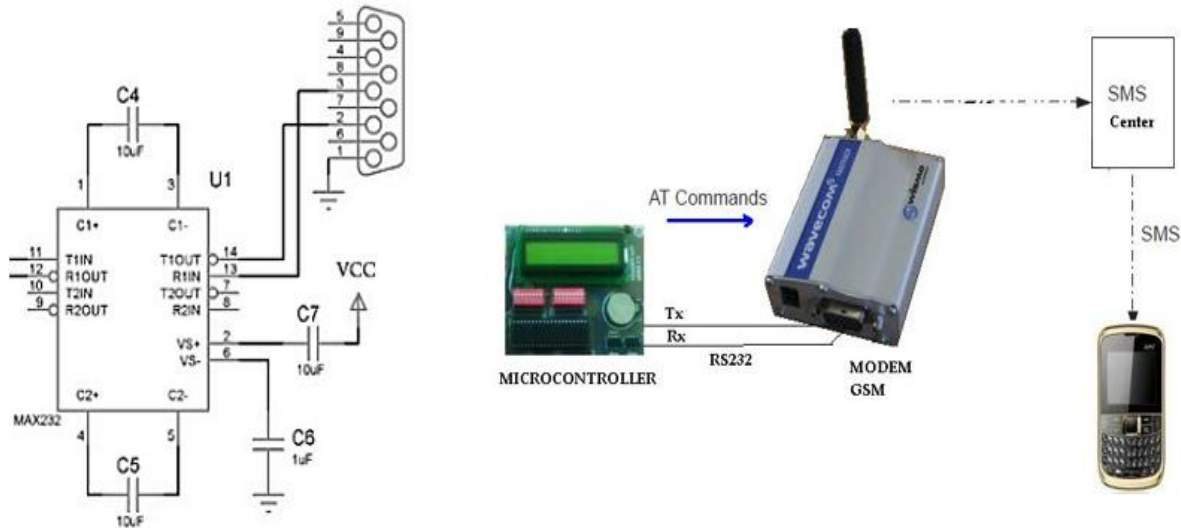 5
9
4
8
3
7
2
6
1
C4
10uF
1
3
U1
C1+
C1-
11
T1IN
T1OUT
14
12
R1OUT
R1IN
13
10
T2IN
T2OUT
7
9
R2OUT
R2IN
8
VCC
C7
VS+
2
VS-
6
10uF
C2+
C2-
MAX232
4
5
C6
1uF
C5
10uF
AT Commands
WAVECOM
wismo
Tx
Rx
RS232
MICROCONTROLLER
MODEM
GSM
SMS
Center
SMS